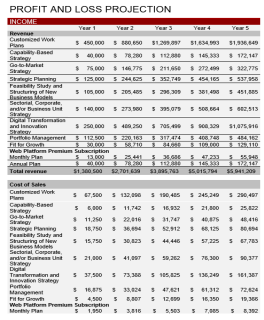 PROFIT AND LOSS PROJECTION
INCOME
Year 1 Year 2 Year 3 Year 4 Year 5
Revenue
Customized Work Plans $ 450,000 $ 880,650 $1,269,897 $1,634,993 $1,936,649
Capability-Based Strategy $ 40,000 $ 78,280 $ 112,880 $ 145,333 $ 172,147
Go-to-Market Strategy $ 75,000 $ 146,775 $ 211,650 $ 272,499 $ 322,775
Strategic Planning $ 125,000 $ 244,625 $ 352,749 $ 454,165 $ 537,958
Feasibility Study and Structuring of New Business Models $ 105,000 $ 205,485 $ 296,309 $ 381,498 $ 451,885
Sectorial, Corporate, and/or Business Unit Strategy $ 140,000 $ 273,980 $ 395,079 $ 508,664 $ 602,513
Digital Transformation and Innovation Strategy $ 250,000 $ 489,250 $ 705,499 $ 908,329 $1,075,916
Portfolio Management $ 112,500 $ 220,163 $ 317,474 $ 408,748 $ 484,162
Fit for Growth $ 30,000 $ 58,710 $ 84,660 $ 109,000 $ 129,110
Web Platform Premium Subscription
Monthly Plan $ 13,000 $ 25,441 $ 36,686 $ 47,233 $ 55,948
Annual Plan $ 40,000 $ 78,280 $ 112,880 $ 145,333 $ 172,147
Total revenue $1,380,500 $2,701,639 $3,895,763 $5,015,794 $5,941,209
Cost of Sales
Customized Work Plans $ 67,500 $ 132,098 $ 190,485 $ 245,249 $ 290,497
Capability-Based Strategy $ 6,000 $ 11,742 $ 16,932 $ 21,800 $ 25,822
Go-to-Market Strategy $ 11,250 $ 22,016 $ 31,747 $ 40,875 $ 48,416
Strategic Planning $ 18,750 $ 36,694 $ 52,912 $ 68,125 $ 80,694
Feasibility Study and Structuring of New Business Models $ 15,750 $ 30,823 $ 44,446 $ 57,225 $ 67,783
Sectorial, Corporate, and/or Business Unit Strategy $ 21,000 $ 41,097 $ 59,262 $ 76,300 $ 90,377
Digital Transformation and Innovation Strategy $ 37,500 $ 73,388 $ 105,825 $ 136,249 $ 161,387
Portfolio Management $ 16,875 $ 33,024 $ 47,621 $ 61,312 $ 72,624
Fit for Growth $ 4,500 $ 8,807 $ 12,699 $ 16,350 $ 19,366
Web Platform Premium Subscription
Monthly Plan $ 1,950 $ 3,816 $ 5,503 $ 7,085 $ 8,392